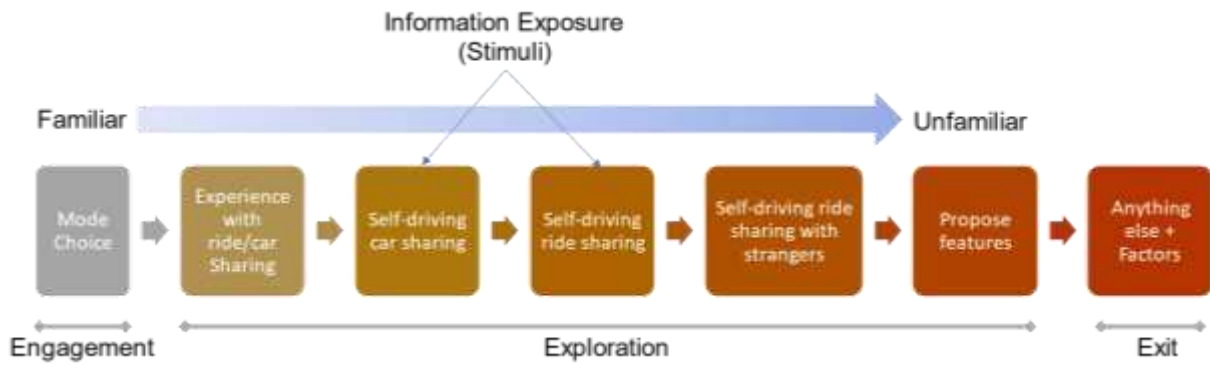 Information Exposure
(Stimuli)
Familiar
Unfamiliar
Mode
Choice
Experience
with
ride/car
Sharing
Self-driving
car sharing
Self-driving
ride sharing
Self-driving ride
sharing with
strangers
Propose
features
Anything
else +
Factors
Engagement
Exploration
Exit